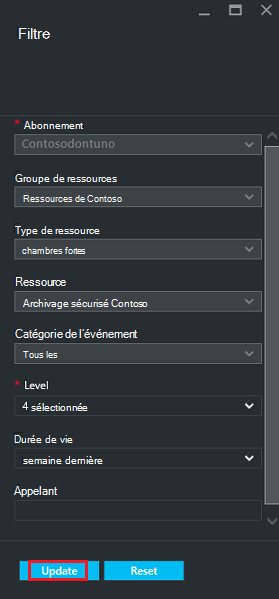 Filtre
* Abonnement
Contosodontuno
Groupe de ressources
Ressources de Contoso
Type de ressource
chambres fortes
Ressource
Archivage sécurisé Contoso
Catégorie de l'événement
Tous les
* Level
4 sélectionnée
Durée de vie
semaine dernière
Appelant
Update
Reset